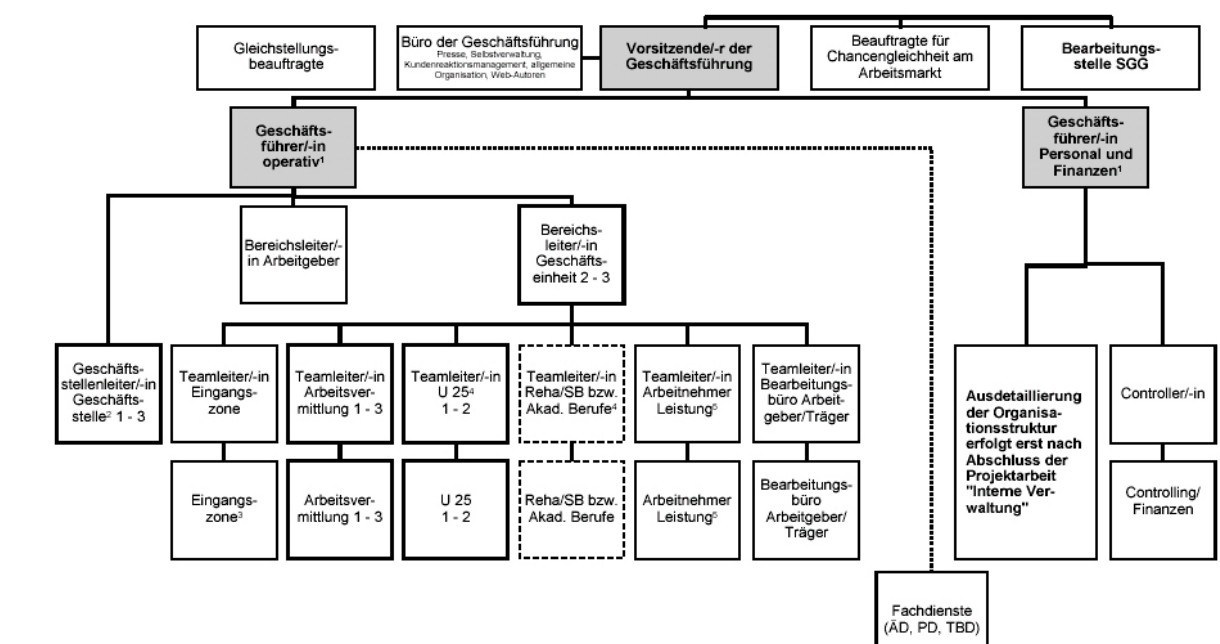 Gleichstellungs-
beauftragte
Büro der Geschäftsführung
Presse, Selbstverwaltung,
Kundenreaktionsmanagement, allgemeine
Organisation, Web-Autoren
Vorsitzende/-r der
Geschäftsführung
Beauftragte für
Chancengleichheit am
Arbeitsmarkt
Bearbeitungs-
stelle SGG
Geschäfts-
führer/-in
operativ¹
Geschäfts-
führer/-in
Personal und
Finanzen¹
Bereichsleiter/-
in Arbeitgeber
Bereichs-
leiter/-in
Geschäfts-
einheit 2 - 3
Geschäfts-
stellenleiter/-in
Geschäfts-
stelle² 1 - 3
Teamleiter/-in
Eingangs-
zone
Teamleiter/-in
Arbeitsver-
mittlung 1 - 3
Teamleiter/-in
U 25⁴
1 - 2
Teamleiter/-in
Reha/SB bzw.
Akad. Berufe⁴
Teamleiter/-in
Arbeitnehmer
Leistung⁵
Teamleiter/-in
Bearbeitungs-
büro Arbeit-
geber/Träger
Ausdetaillierung
der Organisa-
tionsstruktur
erfolgt erst nach
Abschluss der
Projektarbeit
"Interne Ver-
waltung"
Controller/-in
Eingangs-
zone³
Arbeitsver-
mittlung 1 - 3
U 25
1 - 2
Reha/SB bzw.
Akad. Berufe
Arbeitnehmer
Leistung⁵
Bearbeitungs-
büro
Arbeitgeber/
Träger
Controlling/
Finanzen
Fachdienste
(ÄD, PD, TBD)